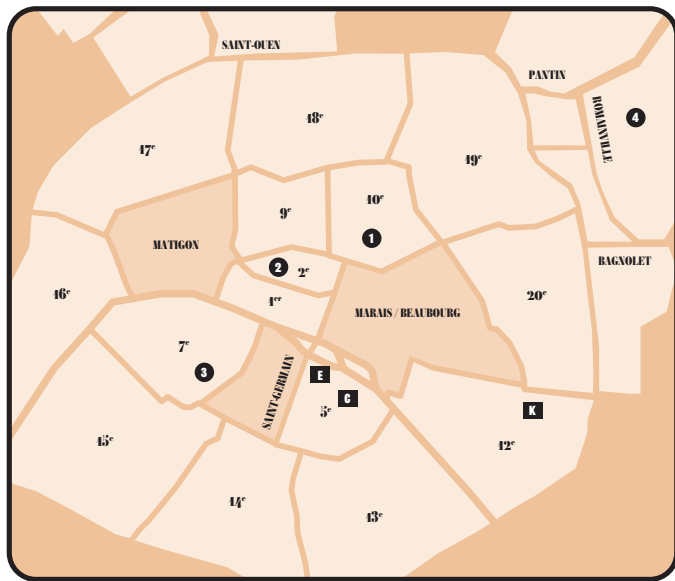 SAINT-OUEN
PANTIN
ROMAINVILLE
4
18e
17e
19e
10e
9e
1
MATIGON
2
2e
BAGNOLET
16e
1er
20e
MARAIS / BEAUBOURG
7e
3
SAINT-GERMAIN
E
C
5e
K
15e
12e
14e
13e